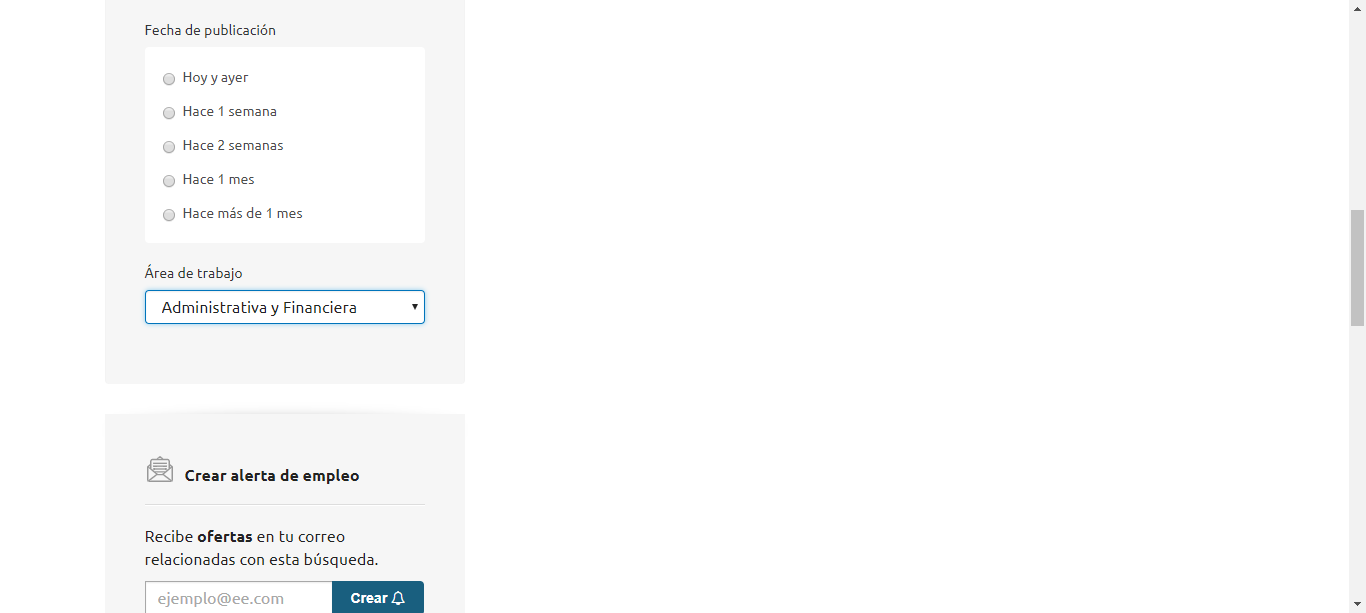 Fecha de publicación
Hoy y ayer
Hace 1 semana
Hace 2 semanas
Hace 1 mes
Hace más de 1 mes
Área de trabajo
Administrativa y Financiera
Crear alerta de empleo
Recibe ofertas en tu correo
relacionadas con esta búsqueda.
ejemplo@ee.com
Crear